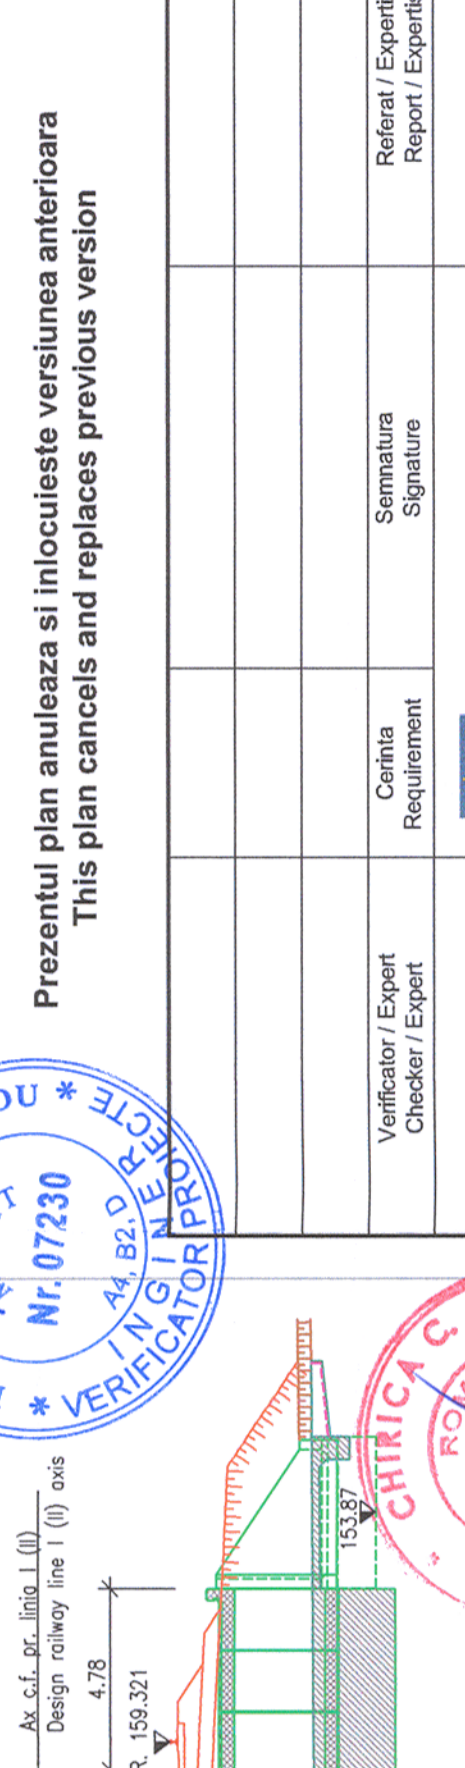 Prezentul plan anuleaza si inlocuieste versiunea anterioara
This plan cancels and replaces previous version
Verificator / Expert
Checker / Expert
Cerinta
Requirement
Semnatura
Signature
Referat /
Report /
Nr. 07230
A4, B2, D
INGINER
* VERIFICATOR PROIECTE *
Ax c.f. pr. linia I (II)
Design railway line I (II) axis
4.78
159.321
153.87
CHIRICA